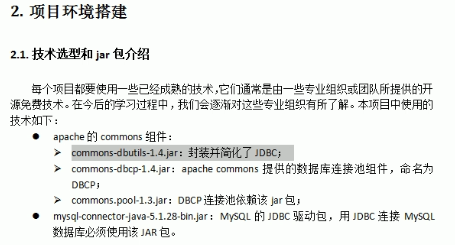 2. 项目环境搭建
2.1. 技术选型和 jar 包介绍
每个项目都要使用一些已经成熟的技术,它们通常是由一些专业组织或团队所提供的开
源免费技术。在今后的学习过程中，我们会逐渐对这些专业组织有所了解。本项目中使用的
技术如下：
● apache 的 commons 组件：
➢ commons-dbutils-1.4.jar：封装并简化了 JDBC；
➢ commons-dbcp-1.4.jar：apache commons 提供的数据库连接池组件，命名为
DBCP；
➢ commons.pool-1.3.jar：DBCP 连接池依赖该 jar 包；
● mysql-connector-java-5.1.28-bin.jar：MySQL 的 JDBC 驱动包，用 JDBC 连接 MySQL
数据库必须使用该 JAR 包。